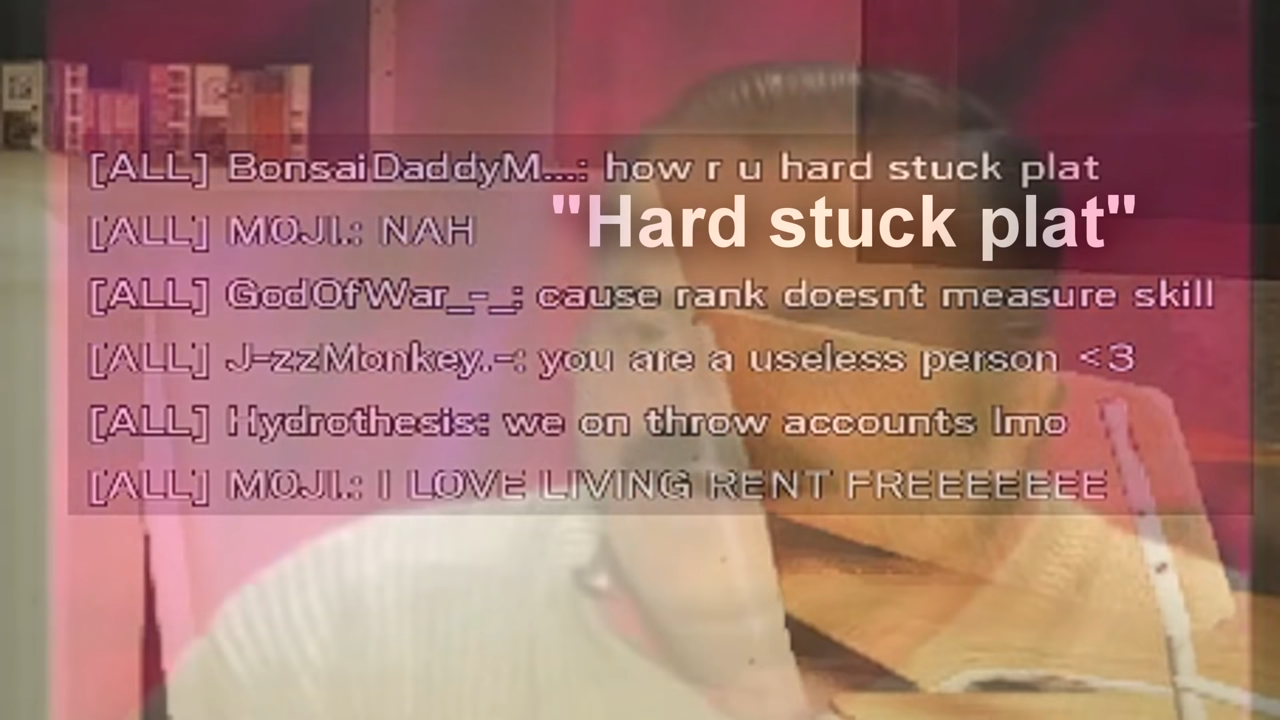 [ALL] BonsaiDaddyM...: how r u hard stuck plat
"Hard stuck plat"
[ALL] MOJI.: NAH
[ALL] GodOfWar_-_: cause rank doesnt measure skill
[ALL] J-zzMonkey.-: you are a useless person <3
[ALL] Hydrothesis: we on throw accounts lmo
[ALL] MOJI.: I LOVE LIVING RENT FREEEEEEE